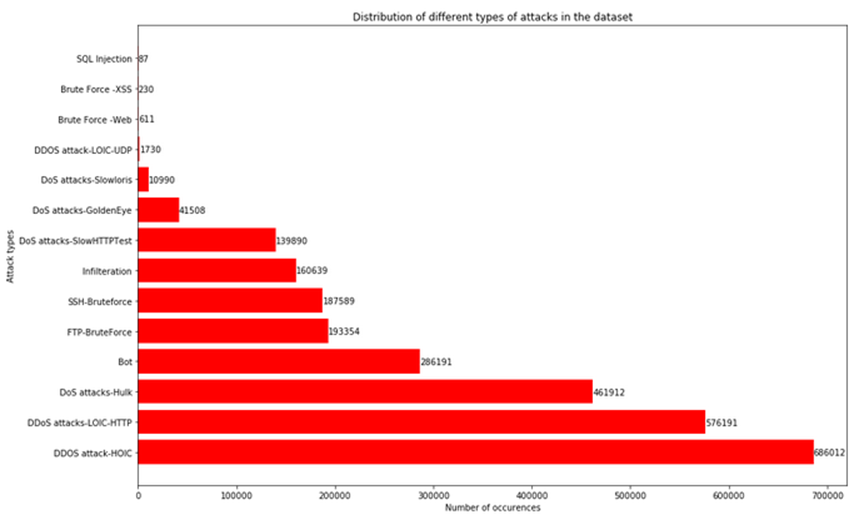 Distribution of different types of attacks in the dataset
SQL Injection 87
Brute Force -XSS 230
Brute Force -Web 611
DDOS attack-LOIC-UDP 1730
DoS attacks-Slowloris 10990
DoS attacks-GoldenEye 41508
DoS attacks-SlowHTTPTest 139890
Infilteration 160639
SSH-Bruteforce 187589
FTP-BruteForce 193354
Bot 286191
DoS attacks-Hulk 461912
DDoS attacks-LOIC-HTTP 576191
DDOS attack-HOIC 686012
Attack types
0 100000 200000 300000 400000 500000 600000 700000
Number of occurences